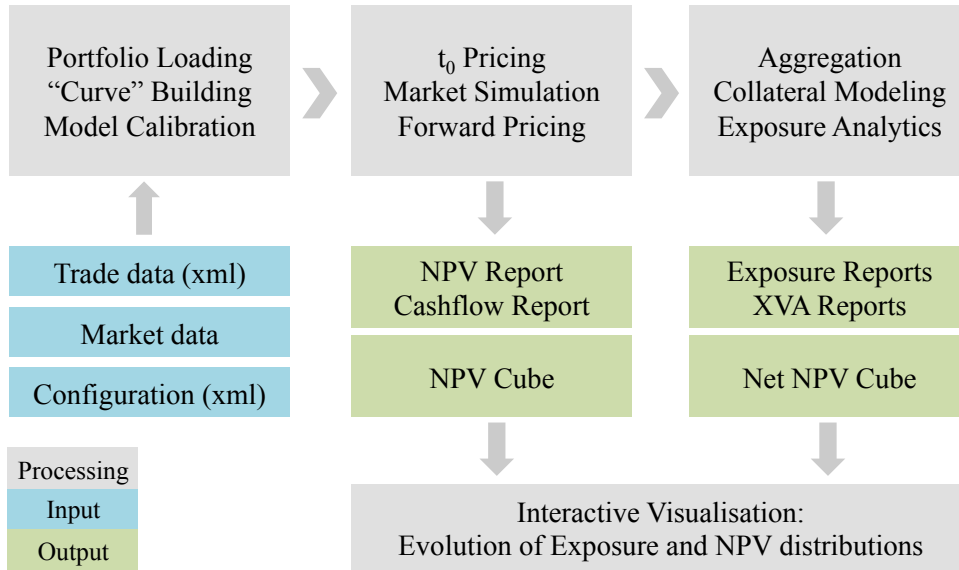 Portfolio Loading
“Curve” Building
Model Calibration
t₀ Pricing
Market Simulation
Forward Pricing
Aggregation
Collateral Modeling
Exposure Analytics
Trade data (xml)
Market data
Configuration (xml)
NPV Report
Cashflow Report
NPV Cube
Exposure Reports
XVA Reports
Net NPV Cube
Processing
Input
Output
Interactive Visualisation:
Evolution of Exposure and NPV distributions